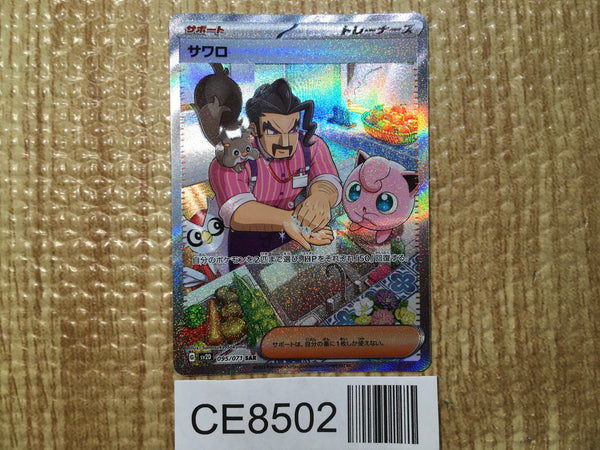 サポート
トレーナーズ
サワロ
自分のポケモンを2匹まで選び、HPをそれぞれ「50」回復する。
サポートは、自分の番に1枚しか使えない。
G SV2D 095/071 SAR
CE8502